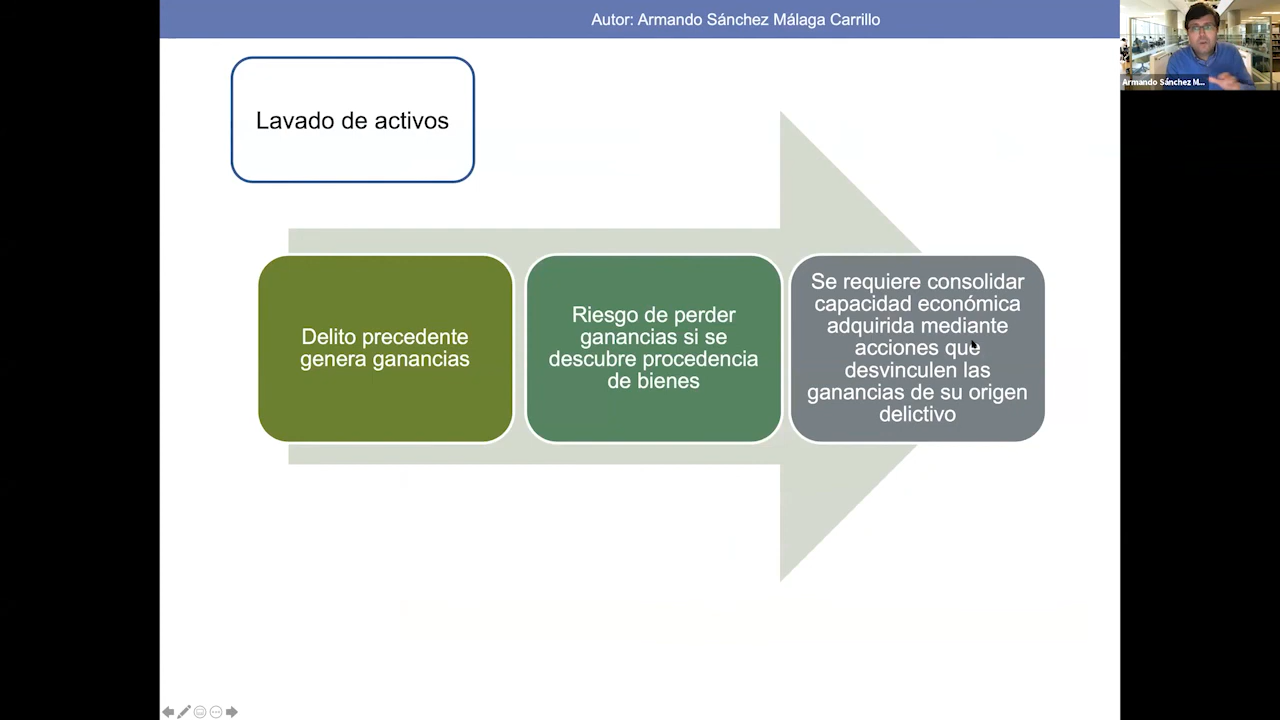 Autor: Armando Sánchez Málaga Carrillo
Armando Sánchez M...
Lavado de activos
Delito precedente
genera ganancias
Riesgo de perder
ganancias si se
descubre procedencia
de bienes
Se requiere consolidar
capacidad económica
adquirida mediante
acciones que
desvinculen las
ganancias de su origen
delictivo